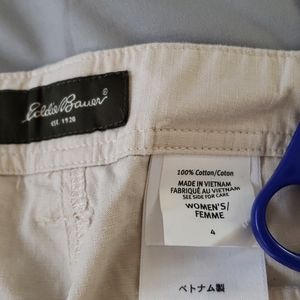 Eddie Bauer®
EST. 1920
100% Cotton/Coton
MADE IN VIETNAM
FABRIQUÉ AU VIETNAM
SEE SIDE FOR CARE
WOMEN'S/
FEMME
4
ベトナム製